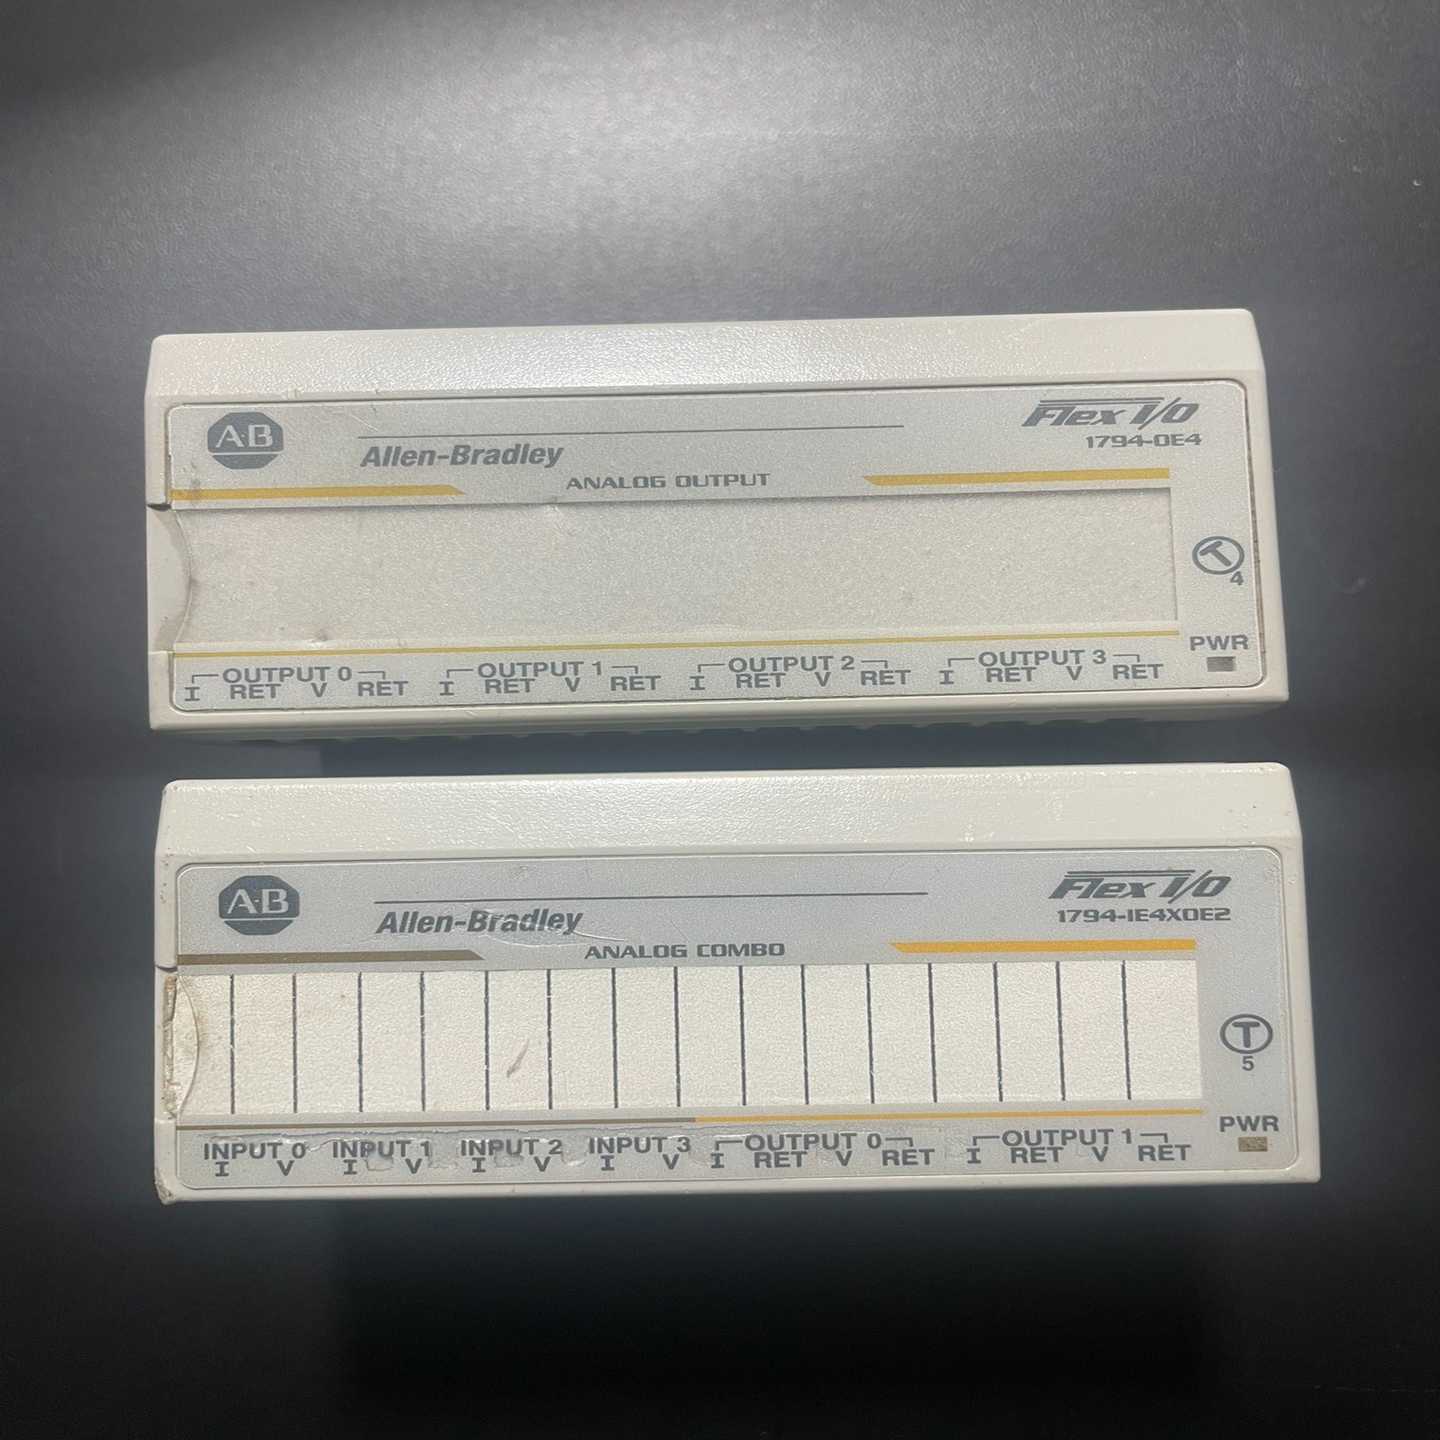 A·B
Allen-Bradley
Flex I/O
1794-OE4
ANALOG OUTPUT
T
4
PWR
OUTPUT 0 OUTPUT 1 OUTPUT 2 OUTPUT 3
I RET V RET I RET V RET I RET V RET I RET V RET
A·B
Allen-Bradley
Flex I/O
1794-IE4XOE2
ANALOG COMBO
T
5
PWR
INPUT 0 INPUT 1 INPUT 2 INPUT 3 OUTPUT 0 OUTPUT 1
I V I V I V I V I RET V RET I RET V RET